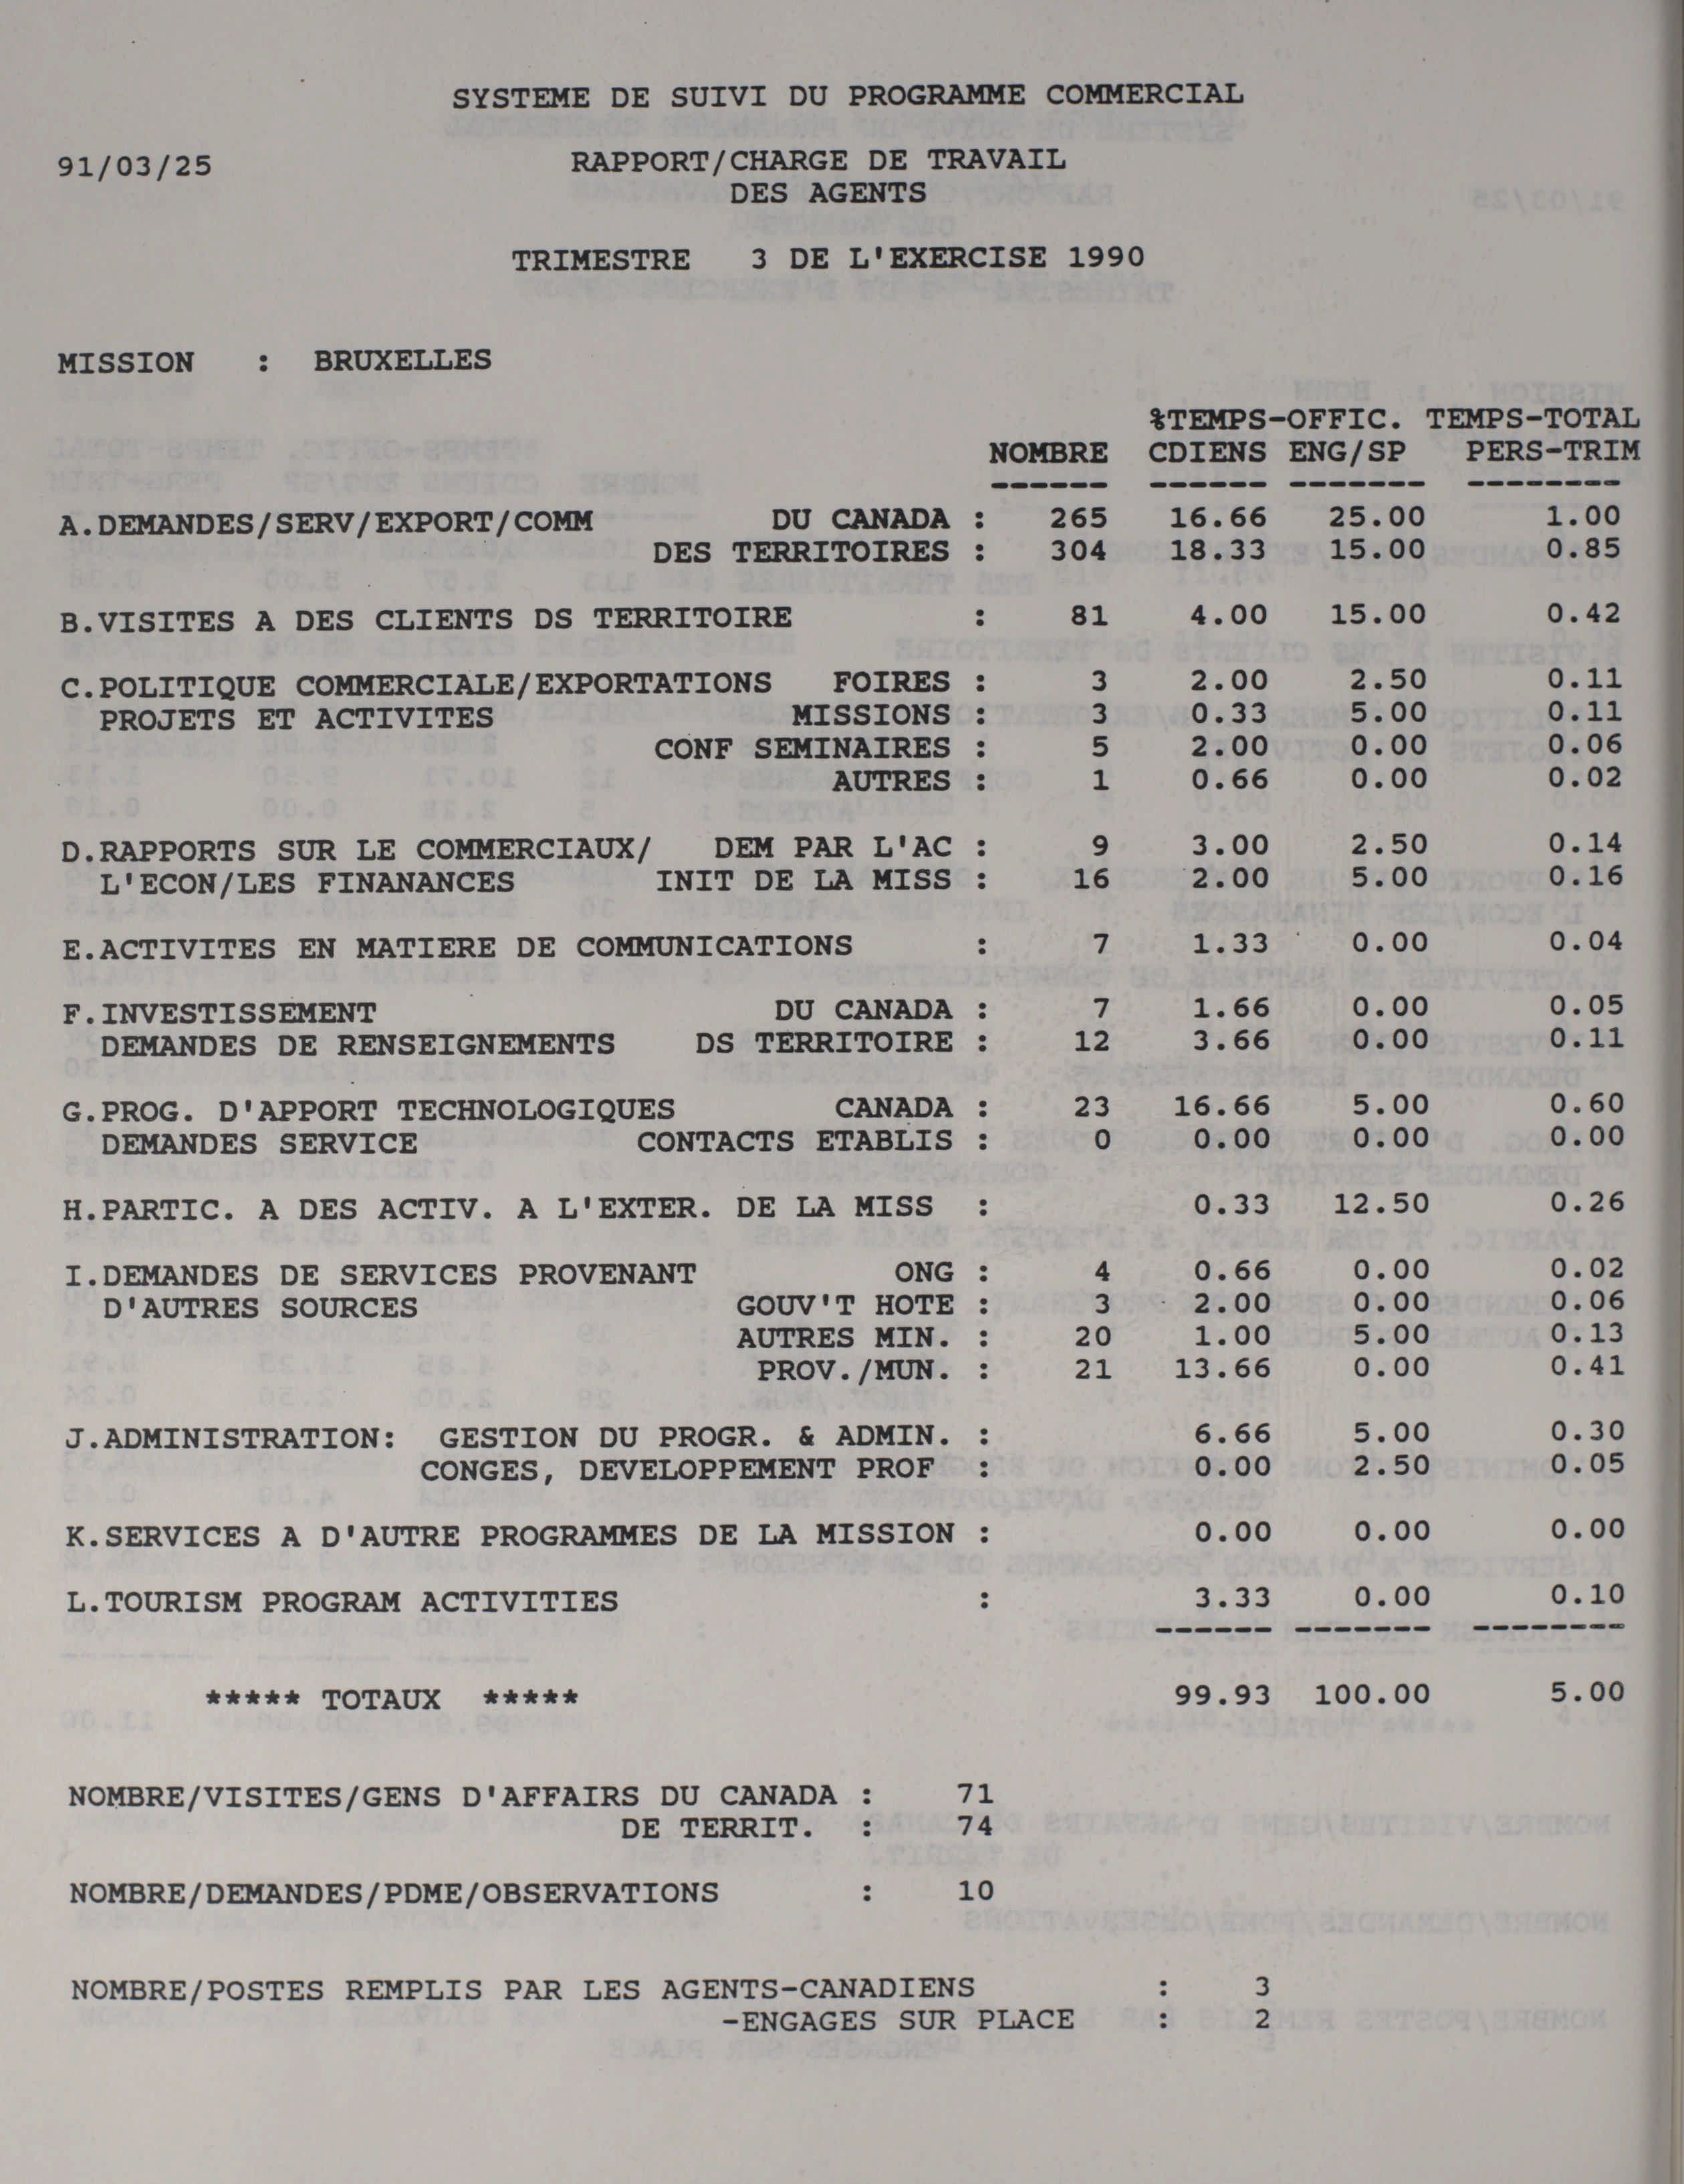 SYSTEME DE SUIVI DU PROGRAMME COMMERCIAL
91/03/25 RAPPORT/CHARGE DE TRAVAIL
DES AGENTS
TRIMESTRE 3 DE L'EXERCISE 1990
MISSION : BRUXELLES
%TEMPS-OFFIC. TEMPS-TOTAL
NOMBRE CDIENS ENG/SP PERS-TRIM
------ ------ ------- --------
A.DEMANDES/SERV/EXPORT/COMM DU CANADA : 265 16.66 25.00 1.00
DES TERRITOIRES : 304 18.33 15.00 0.85
B.VISITES A DES CLIENTS DS TERRITOIRE : 81 4.00 15.00 0.42
C.POLITIQUE COMMERCIALE/EXPORTATIONS FOIRES : 3 2.00 2.50 0.11
PROJETS ET ACTIVITES MISSIONS : 3 0.33 5.00 0.11
CONF SEMINAIRES : 5 2.00 0.00 0.06
AUTRES : 1 0.66 0.00 0.02
D.RAPPORTS SUR LE COMMERCIAUX/ DEM PAR L'AC : 9 3.00 2.50 0.14
L'ECON/LES FINANANCES INIT DE LA MISS : 16 2.00 5.00 0.16
E.ACTIVITES EN MATIERE DE COMMUNICATIONS : 7 1.33 0.00 0.04
F.INVESTISSEMENT DU CANADA : 7 1.66 0.00 0.05
DEMANDES DE RENSEIGNEMENTS DS TERRITOIRE : 12 3.66 0.00 0.11
G.PROG. D'APPORT TECHNOLOGIQUES CANADA : 23 16.66 5.00 0.60
DEMANDES SERVICE CONTACTS ETABLIS : 0 0.00 0.00 0.00
H.PARTIC. A DES ACTIV. A L'EXTER. DE LA MISS : 0.33 12.50 0.26
I.DEMANDES DE SERVICES PROVENANT ONG : 4 0.66 0.00 0.02
D'AUTRES SOURCES GOUV'T HOTE : 3 2.00 0.00 0.06
AUTRES MIN. : 20 1.00 5.00 0.13
PROV./MUN. : 21 13.66 0.00 0.41
J.ADMINISTRATION: GESTION DU PROGR. & ADMIN. : 6.66 5.00 0.30
CONGES, DEVELOPPEMENT PROF : 0.00 2.50 0.05
K.SERVICES A D'AUTRE PROGRAMMES DE LA MISSION : 0.00 0.00 0.00
L.TOURISM PROGRAM ACTIVITIES : 3.33 0.00 0.10
------ ------- --------
***** TOTAUX ***** 99.93 100.00 5.00
NOMBRE/VISITES/GENS D'AFFAIRS DU CANADA : 71
DE TERRIT. : 74
NOMBRE/DEMANDES/PDME/OBSERVATIONS : 10
NOMBRE/POSTES REMPLIS PAR LES AGENTS-CANADIENS : 3
-ENGAGES SUR PLACE : 2